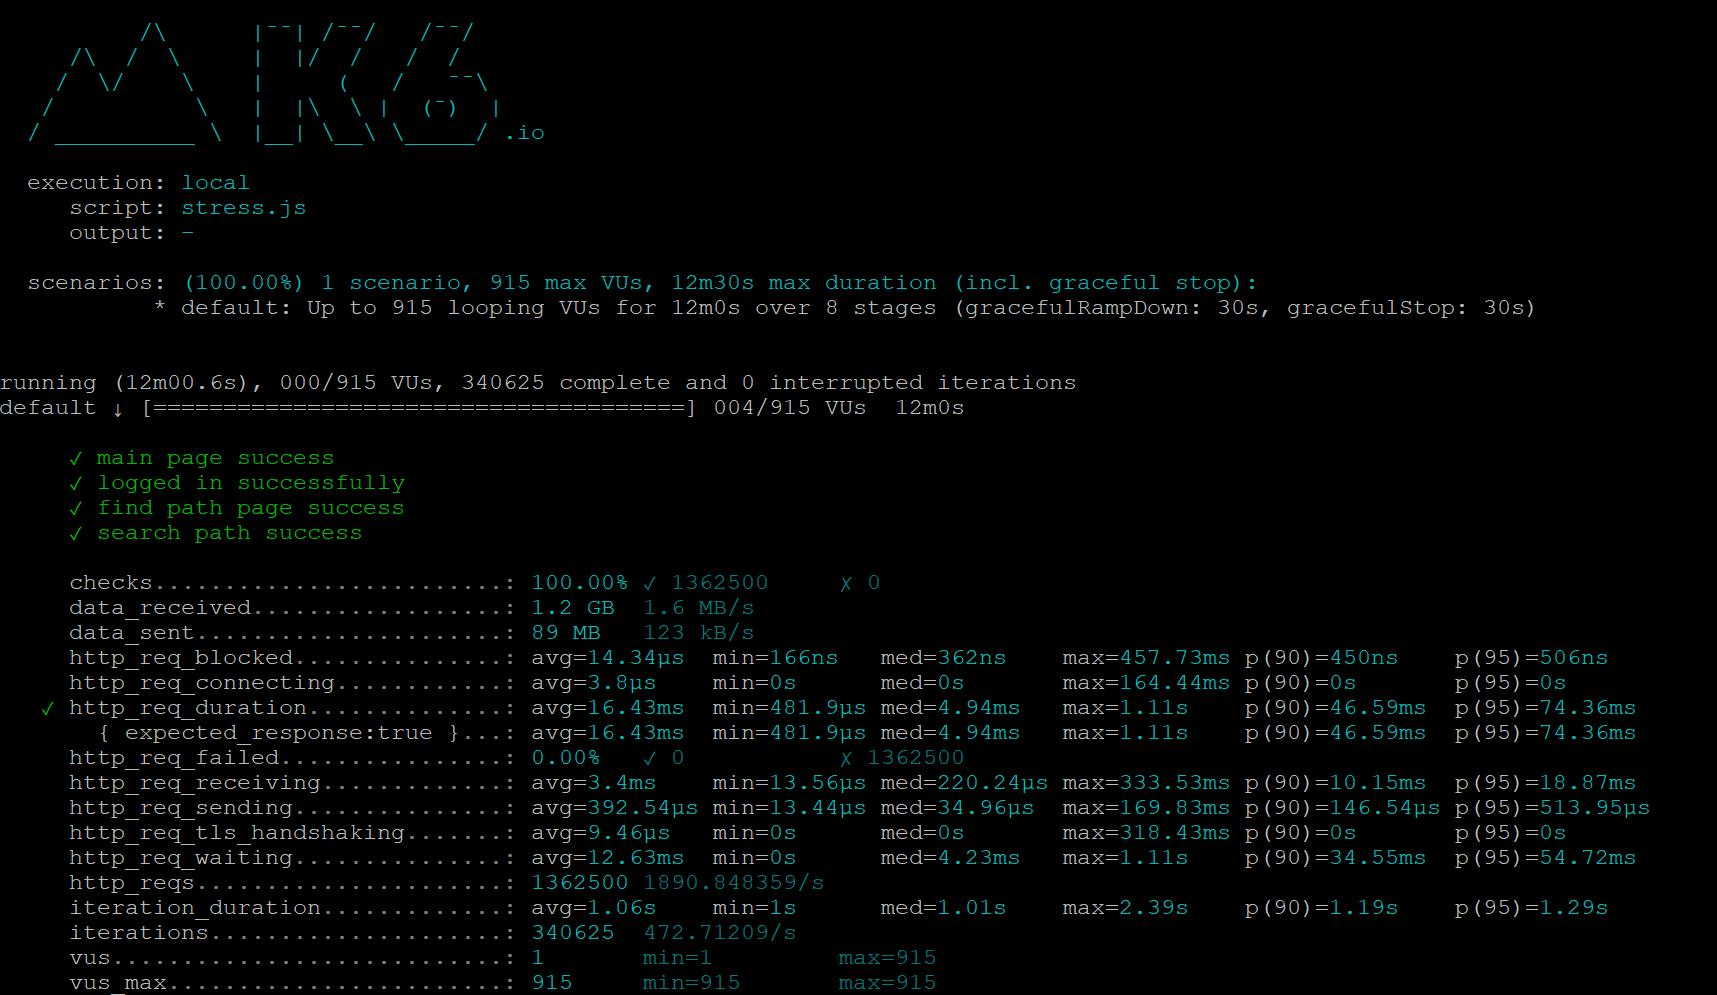 /\      |‾‾| /‾‾/   /‾‾/
     /\  /  \     |  |/  /   /  /
    /  \/    \    |     (   /   ‾‾\
   /          \   |  |\  \ |  (‾)  |
  / __________ \  |__| \__\ \_____/ .io

  execution: local
     script: stress.js
     output: -

  scenarios: (100.00%) 1 scenario, 915 max VUs, 12m30s max duration (incl. graceful stop):
           * default: Up to 915 looping VUs for 12m0s over 8 stages (gracefulRampDown: 30s, gracefulStop: 30s)

running (12m00.6s), 000/915 VUs, 340625 complete and 0 interrupted iterations
default ↓ [======================================] 004/915 VUs  12m0s

     ✓ main page success
     ✓ logged in successfully
     ✓ find path page success
     ✓ search path success

     checks.........................: 100.00% ✓ 1362500     ✗ 0
     data_received..................: 1.2 GB  1.6 MB/s
     data_sent......................: 89 MB   123 kB/s
     http_req_blocked...............: avg=14.34µs  min=166ns   med=362ns    max=457.73ms p(90)=450ns    p(95)=506ns
     http_req_connecting............: avg=3.8µs    min=0s      med=0s       max=164.44ms p(90)=0s       p(95)=0s
   ✓ http_req_duration..............: avg=16.43ms  min=481.9µs med=4.94ms   max=1.11s    p(90)=46.59ms  p(95)=74.36ms
       { expected_response:true }...: avg=16.43ms  min=481.9µs med=4.94ms   max=1.11s    p(90)=46.59ms  p(95)=74.36ms
     http_req_failed................: 0.00%   ✓ 0           ✗ 1362500
     http_req_receiving.............: avg=3.4ms    min=13.56µs med=220.24µs max=333.53ms p(90)=10.15ms  p(95)=18.87ms
     http_req_sending...............: avg=392.54µs min=13.44µs med=34.96µs  max=169.83ms p(90)=146.54µs p(95)=513.95µs
     http_req_tls_handshaking.......: avg=9.46µs   min=0s      med=0s       max=318.43ms p(90)=0s       p(95)=0s
     http_req_waiting...............: avg=12.63ms  min=0s      med=4.23ms   max=1.11s    p(90)=34.55ms  p(95)=54.72ms
     http_reqs......................: 1362500 1890.848359/s
     iteration_duration.............: avg=1.06s    min=1s      med=1.01s    max=2.39s    p(90)=1.19s    p(95)=1.29s
     iterations.....................: 340625  472.71209/s
     vus............................: 1       min=1         max=915
     vus_max........................: 915     min=915       max=915